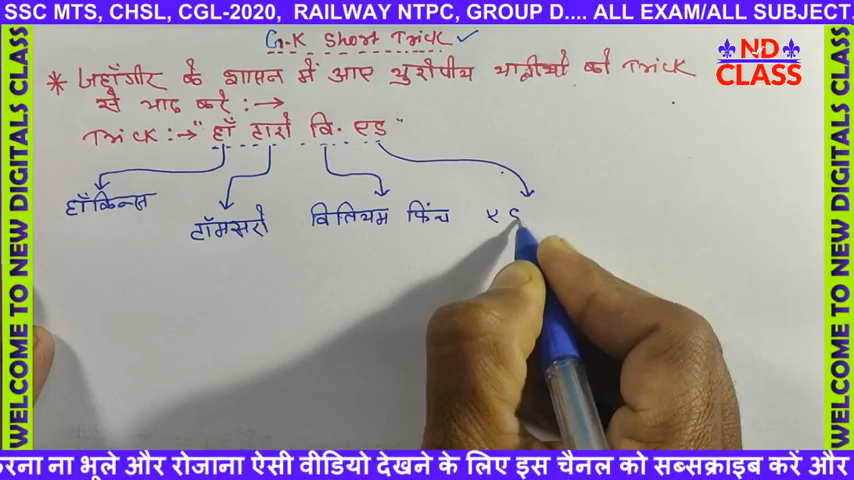 SSC MTS, CHSL, CGL-2020, RAILWAY NTPC, GROUP D.... ALL EXAM/ALL SUBJECT.
G.K Short Trick ✓
ND
CLASS
* जहाँगीर के शासन में आए युरोपीय यात्रीयो को Trick
से याद करे :→
Trick :→ "हाँ टारो वि. एड"
हाँकिन्स
टॉमसरो
विलियम फिंच
ए
WELCOME TO NEW DIGITALS CLASS
WELCOME TO NEW DIGITALS CLASS
करना ना भूले और रोजाना ऐसी वीडियो देखने के लिए इस चैनल को सब्सक्राइब करें और